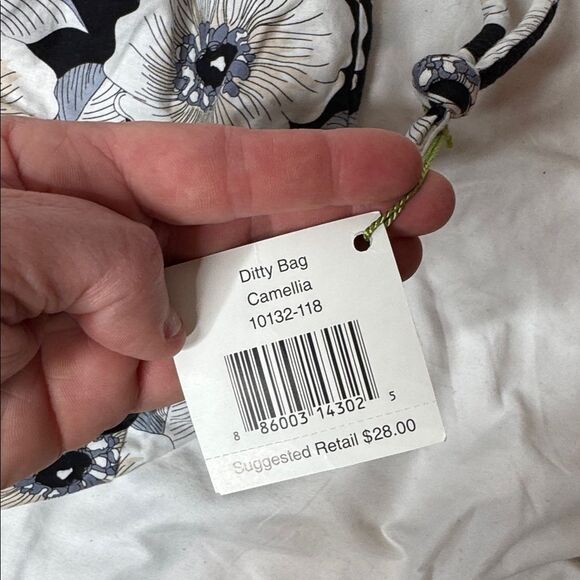 Ditty Bag
Camellia
10132-118
8 86003 14302 5
Suggested Retail $28.00